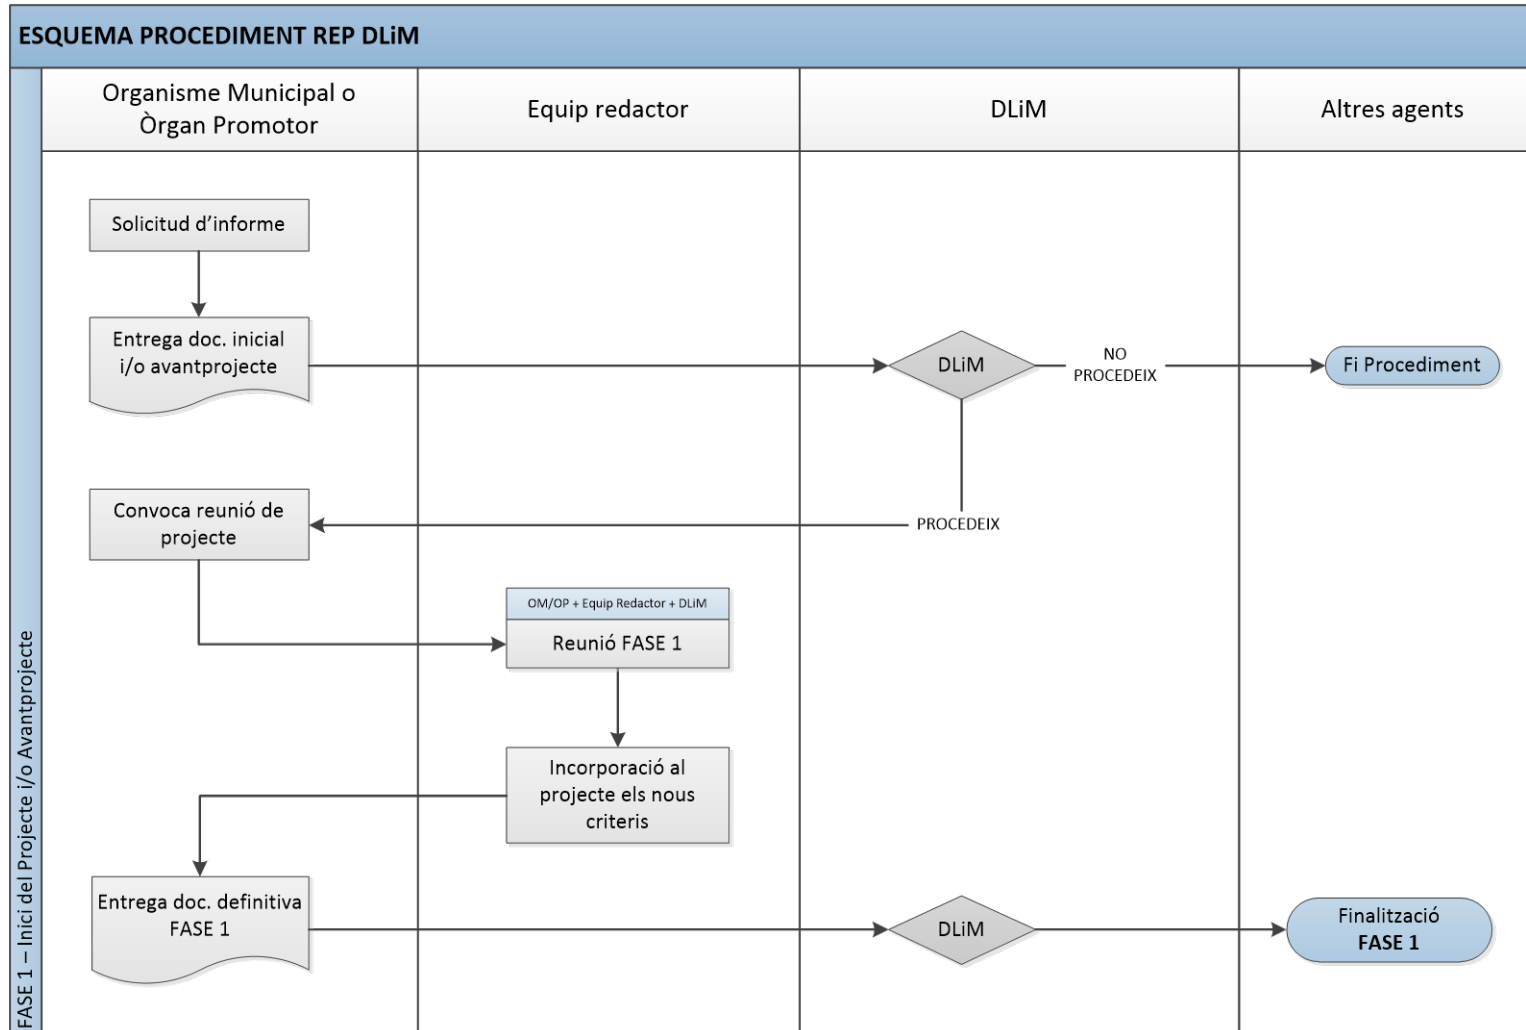 ESQUEMA PROCEDIMENT REP DLiM
Organisme Municipal o
Òrgan Promotor
Equip redactor
DLiM
Altres agents
FASE 1 – Inici del Projecte i/o Avantprojecte
Solicitud d’informe
Entrega doc. inicial
i/o avantprojecte
DLiM
NO
PROCEDEIX
Fi Procediment
PROCEDEIX
Convoca reunió de
projecte
OM/OP + Equip Redactor + DLiM
Reunió FASE 1
Incorporació al
projecte els nous
criteris
Entrega doc. definitiva
FASE 1
DLiM
Finalització
FASE 1